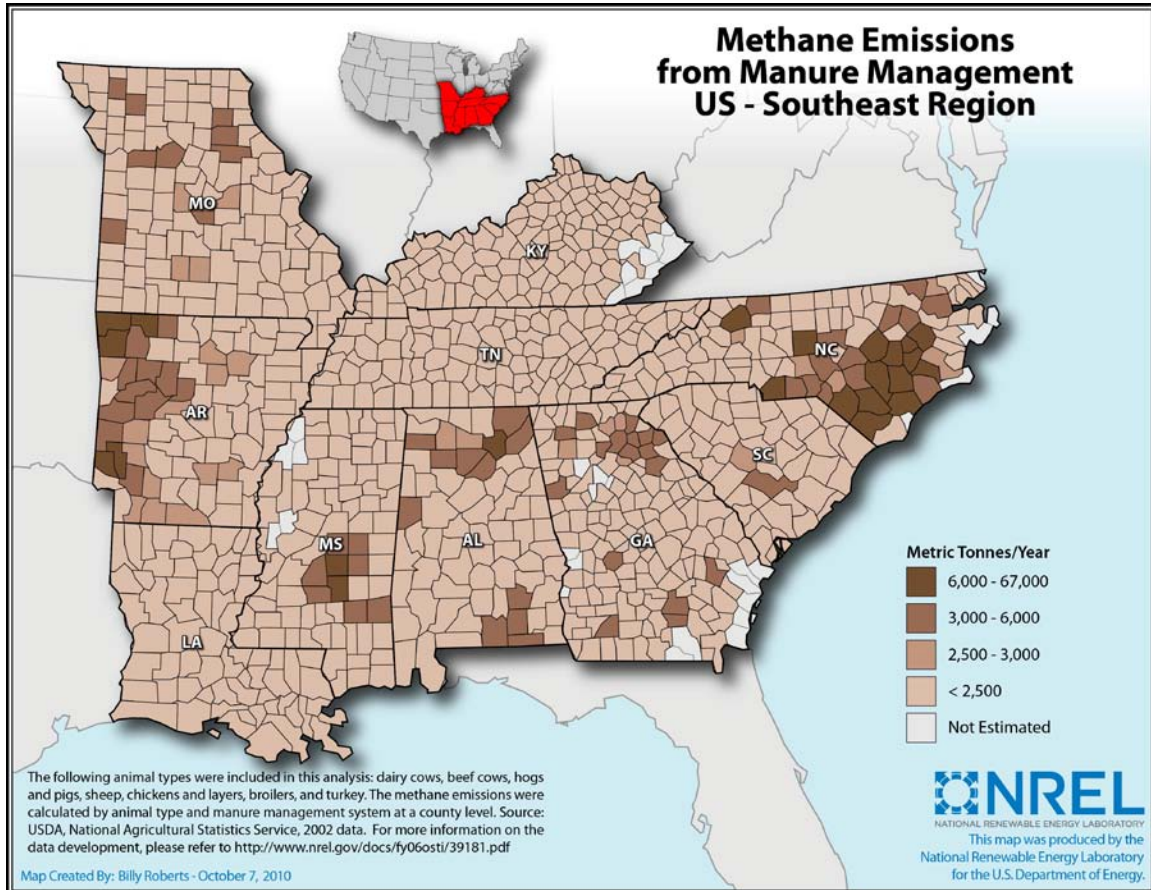 Methane Emissions
from Manure Management
US - Southeast Region
MO
KY
TN
NC
AR
SC
MS
AL
GA
LA
Metric Tonnes/Year
6,000 - 67,000
3,000 - 6,000
2,500 - 3,000
< 2,500
Not Estimated
The following animal types were included in this analysis: dairy cows, beef cows, hogs
and pigs, sheep, chickens and layers, broilers, and turkey. The methane emissions were
calculated by animal type and manure management system at a county level. Source:
USDA, National Agricultural Statistics Service, 2002 data. For more information on the
data development, please refer to http://www.nrel.gov/docs/fy06osti/39181.pdf
Map Created By: Billy Roberts - October 7, 2010
NREL
NATIONAL RENEWABLE ENERGY LABORATORY
This map was produced by the
National Renewable Energy Laboratory
for the U.S. Department of Energy.